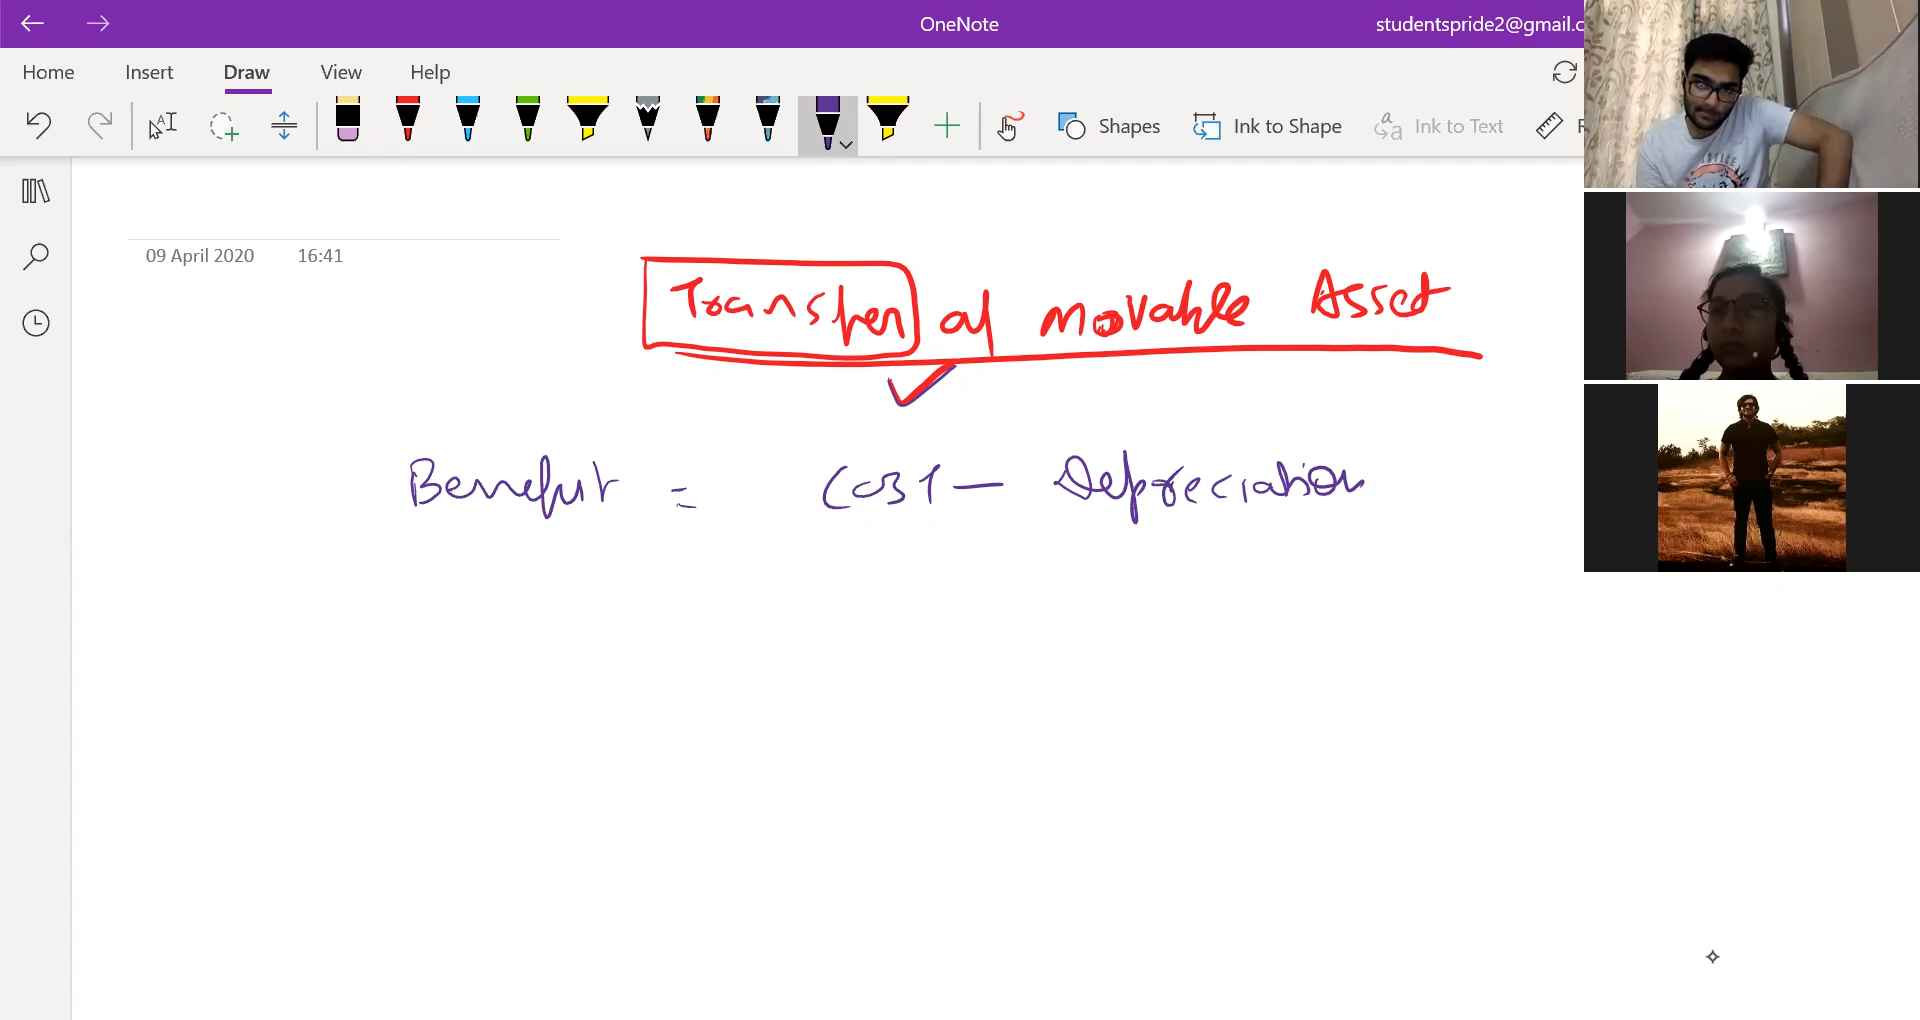 OneNote
studentspride2@gmail.c
Home Insert Draw View Help
Shapes Ink to Shape Ink to Text R
09 April 2020 16:41
Transfer of movable Asset
Benefit = Cost - Depreciation